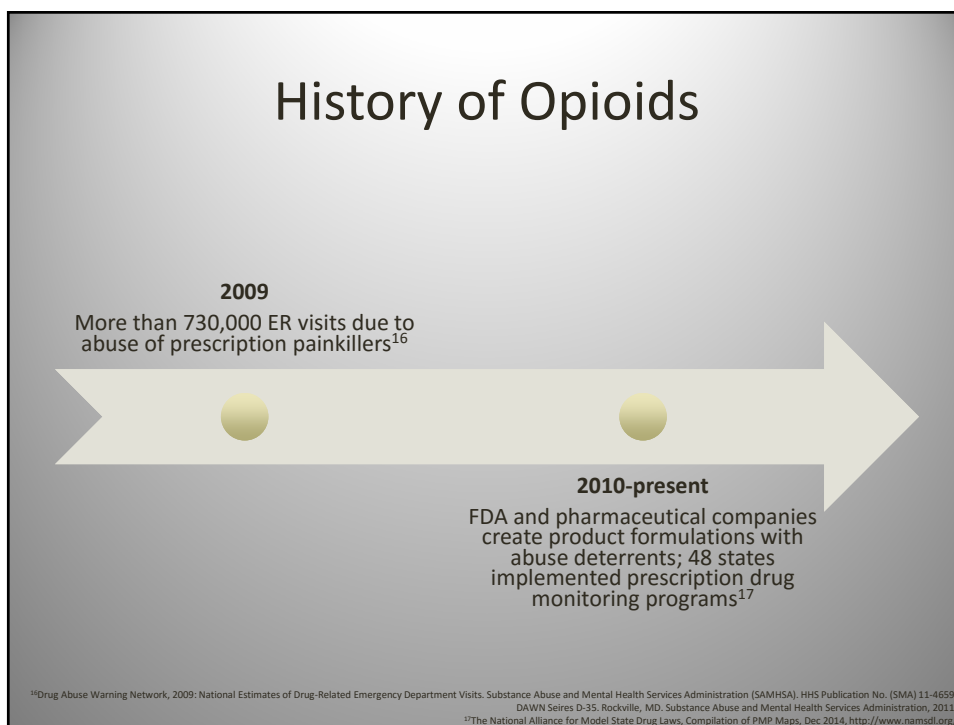 History of Opioids
2009
More than 730,000 ER visits due to
abuse of prescription painkillers16
2010-present
FDA and pharmaceutical companies
create product formulations with
abuse deterrents; 48 states
implemented prescription drug
monitoring programs17
16Drug Abuse Warning Network, 2009: National Estimates of Drug-Related Emergency Department Visits. Substance Abuse and Mental Health Services Administration (SAMHSA). HHS Publication No. (SMA) 11-4659
DAWN Seires D-35. Rockville, MD. Substance Abuse and Mental Health Services Administration, 2011
17The National Alliance for Model State Drug Laws, Compilation of PMP Maps, Dec 2014, http://www.namsdl.org